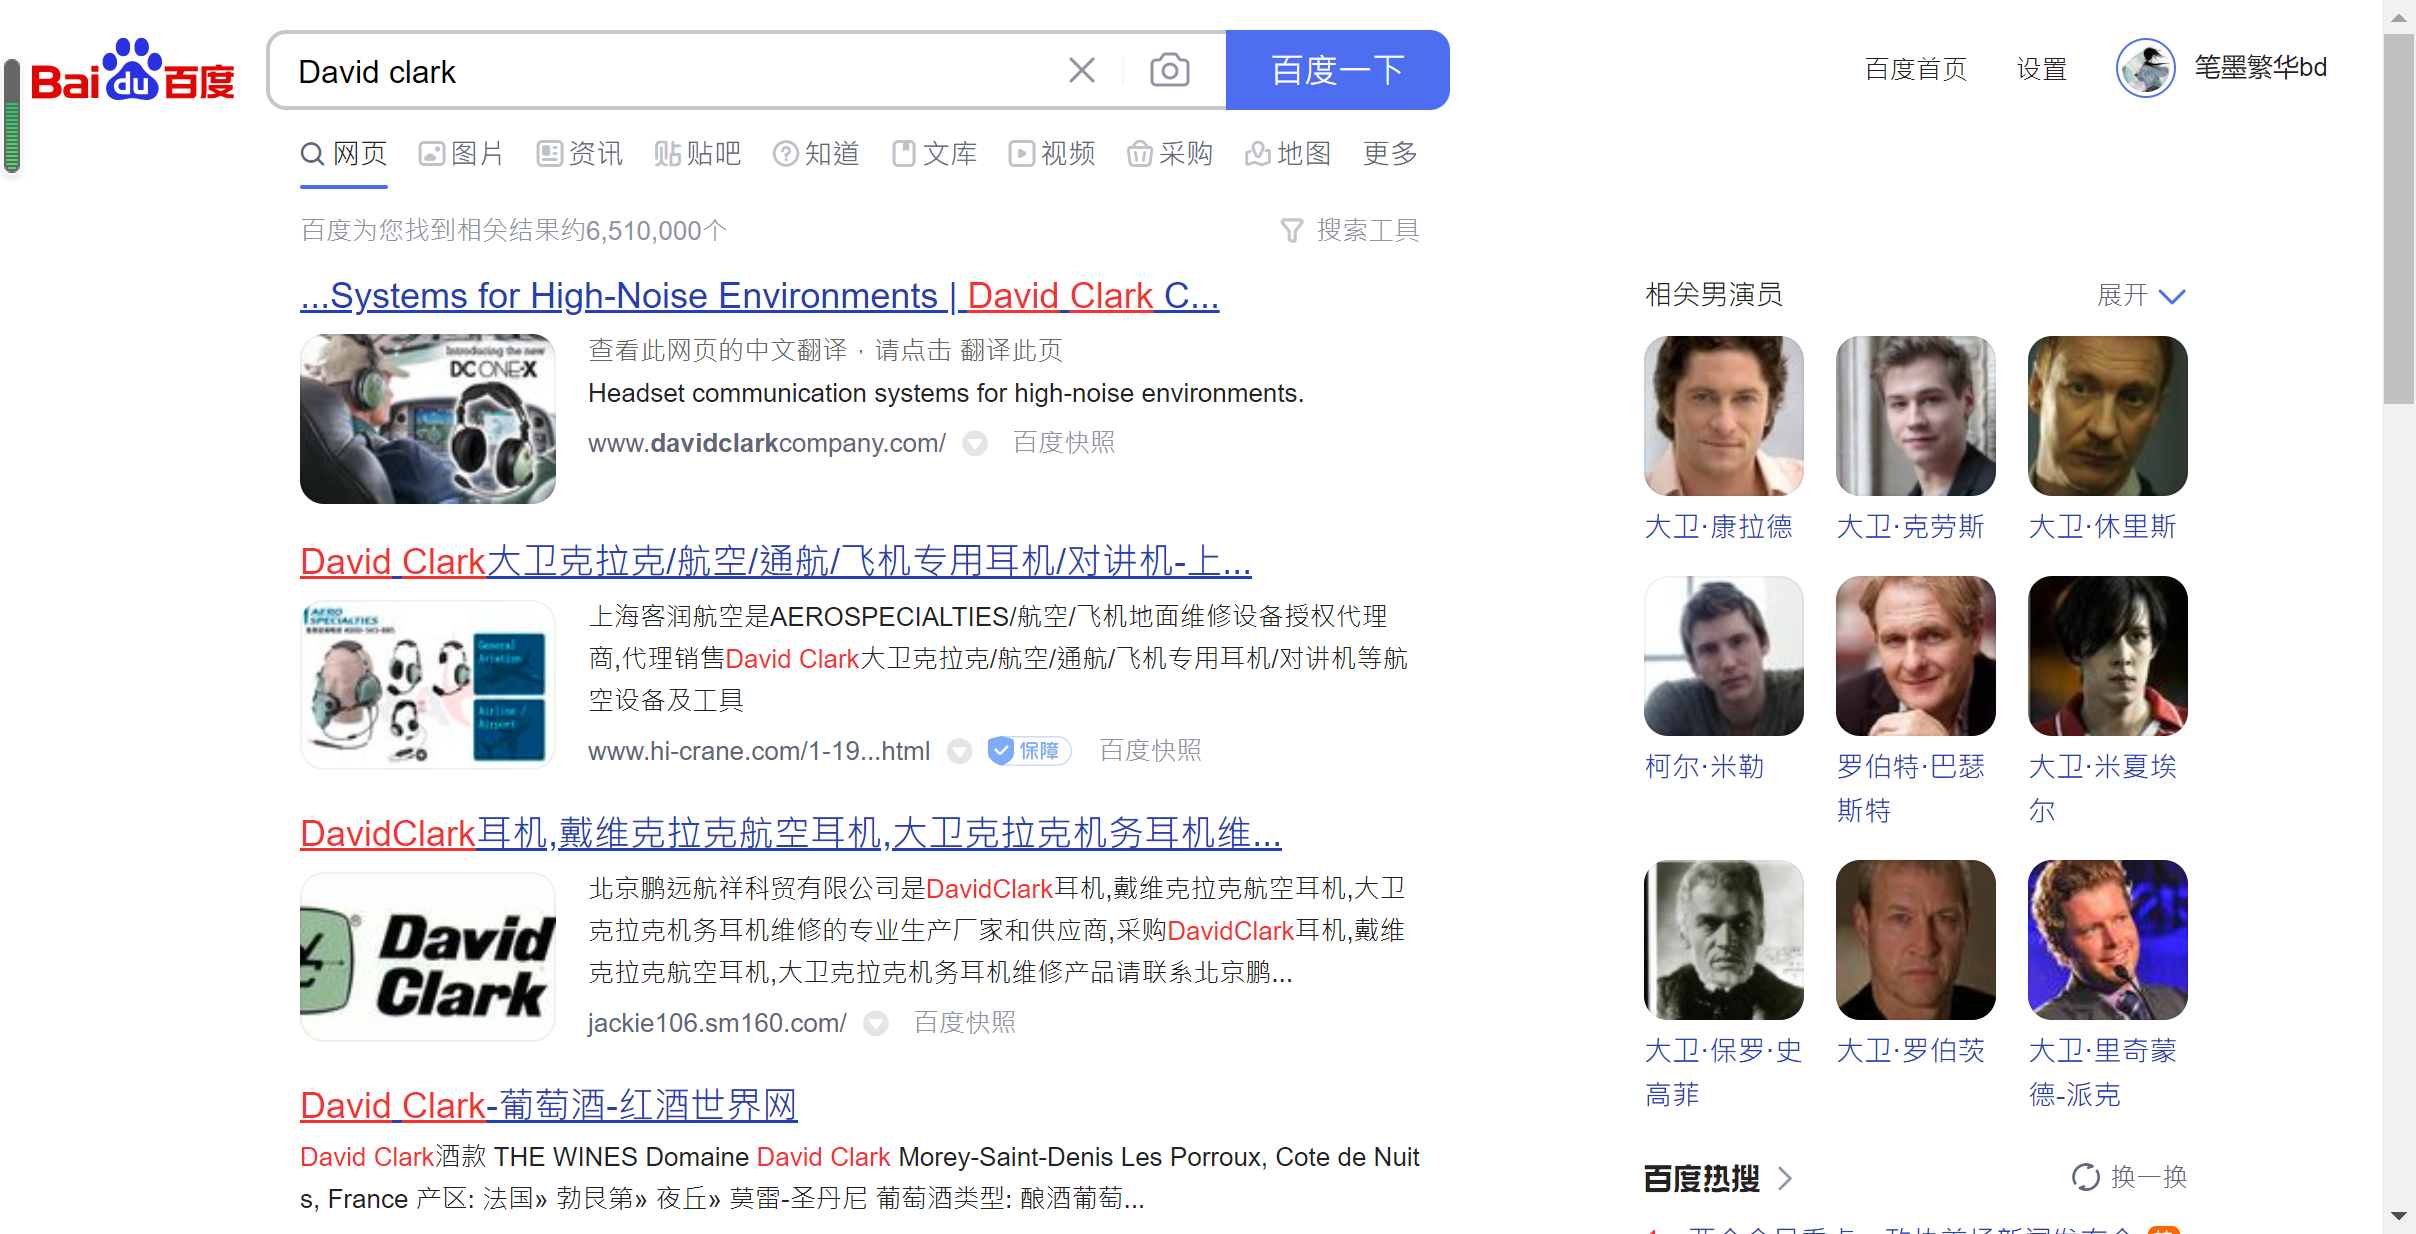 Baidu百度
David clark
百度一下
百度首页 设置 笔墨繁华bd
网页 图片 资讯 贴贴吧 知道 文库 视频 采购 地图 更多
百度为您找到相关结果约6,510,000个
搜索工具
...Systems for High-Noise Environments | David Clark C...
Introducing the new
DC ONE-X
查看此网页的中文翻译，请点击 翻译此页
Headset communication systems for high-noise environments.
www.davidclarkcompany.com/ 百度快照
David Clark大卫克拉克/航空/通航/飞机专用耳机/对讲机-上...
AERO
SPECIALTIES
General
Aviation
Airline /
Airport
上海客润航空是AEROSPECIALTIES/航空/飞机地面维修设备授权代理
商,代理销售David Clark大卫克拉克/航空/通航/飞机专用耳机/对讲机等航
空设备及工具
www.hi-crane.com/1-19...html 保障 百度快照
DavidClark耳机,戴维克拉克航空耳机,大卫克拉克机务耳机维...
David
Clark
®
北京鹏远航祥科贸有限公司是DavidClark耳机,戴维克拉克航空耳机,大卫
克拉克机务耳机维修的专业生产厂家和供应商,采购DavidClark耳机,戴维
克拉克航空耳机,大卫克拉克机务耳机维修产品请联系北京鹏...
jackie106.sm160.com/ 百度快照
David Clark-葡萄酒-红酒世界网
David Clark酒款 THE WINES Domaine David Clark Morey-Saint-Denis Les Porroux, Cote de Nuit
s, France 产区: 法国» 勃艮第» 夜丘» 莫雷-圣丹尼 葡萄酒类型: 酿酒葡萄...
相关男演员 展开
大卫·康拉德 大卫·克劳斯 大卫·休里斯
柯尔·米勒 罗伯特·巴瑟 大卫·米夏埃
斯特 尔
大卫·保罗·史 大卫·罗伯茨 大卫·里奇蒙
高菲 德-派克
百度热搜 换一换